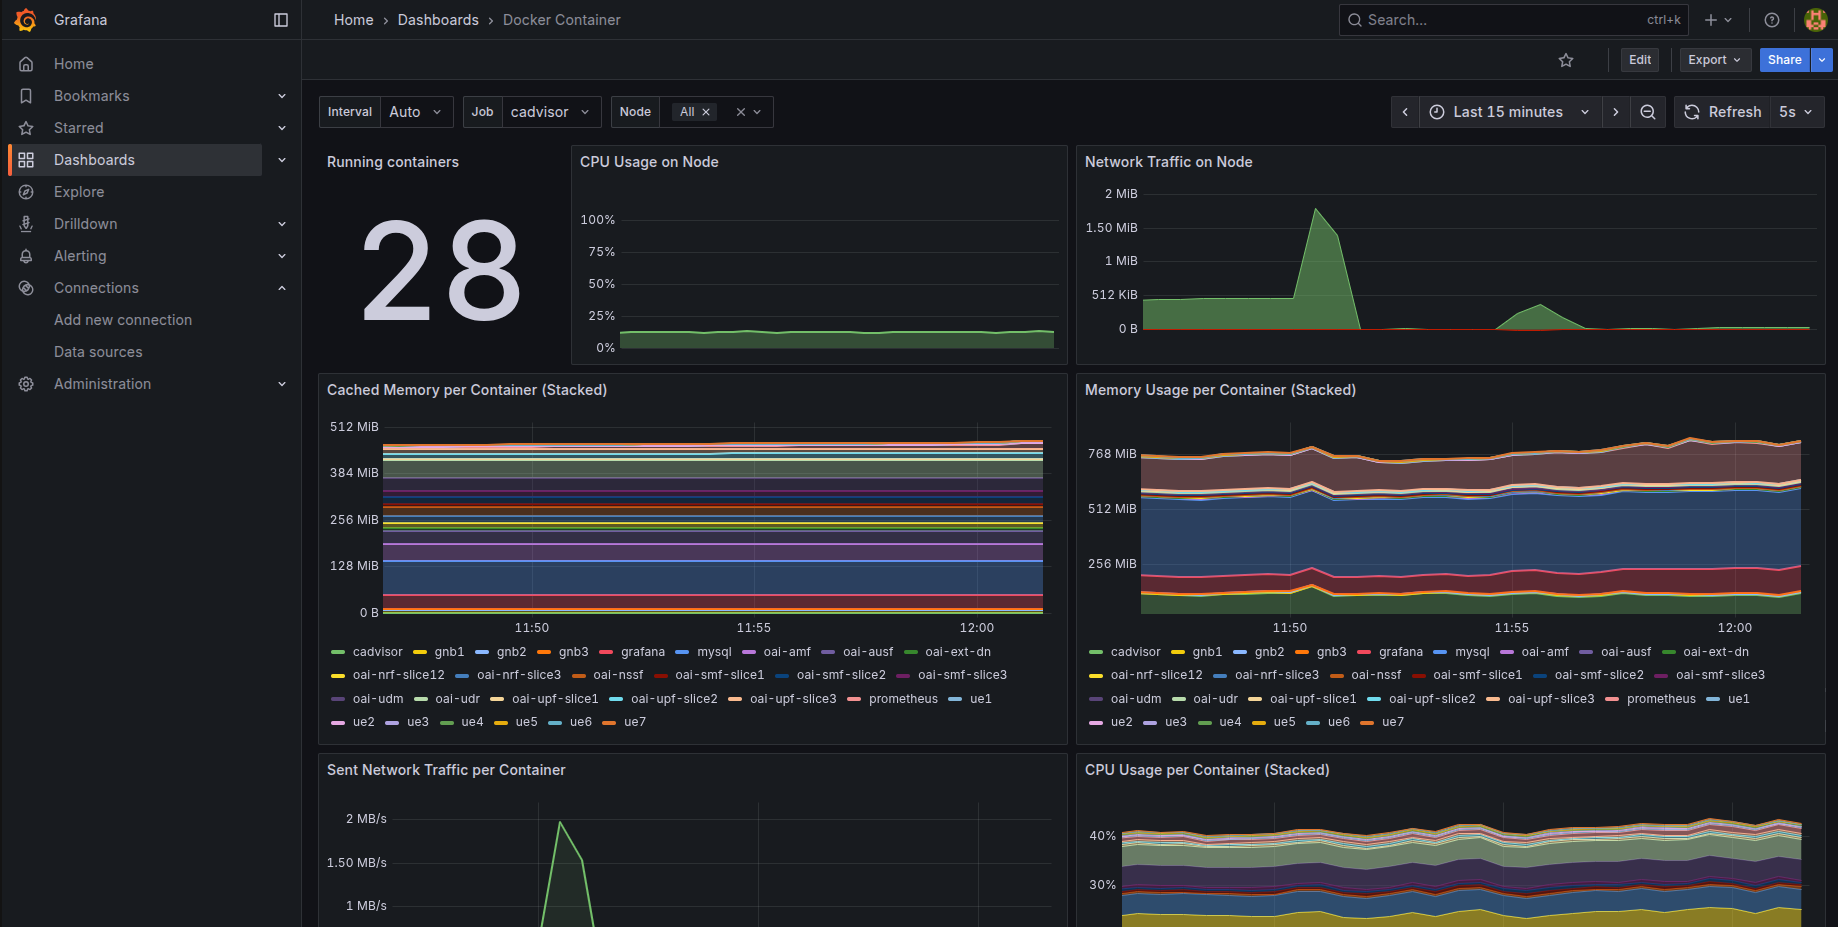 Grafana
Home › Dashboards › Docker Container
Search...
ctrl+k
Edit
Export
Share
Home
Bookmarks
Starred
Dashboards
Explore
Drilldown
Alerting
Connections
Add new connection
Data sources
Administration
Interval Auto
Job cadvisor
Node All
Last 15 minutes
Refresh 5s
Running containers
28
CPU Usage on Node
100%
75%
50%
25%
0%
Network Traffic on Node
2 MiB
1.50 MiB
1 MiB
512 KiB
0 B
Cached Memory per Container (Stacked)
512 MiB
384 MiB
256 MiB
128 MiB
0 B
11:50 11:55 12:00
cadvisor gnb1 gnb2 gnb3 grafana mysql oai-amf oai-ausf oai-ext-dn
oai-nrf-slice12 oai-nrf-slice3 oai-nssf oai-smf-slice1 oai-smf-slice2 oai-smf-slice3
oai-udm oai-udr oai-upf-slice1 oai-upf-slice2 oai-upf-slice3 prometheus ue1
ue2 ue3 ue4 ue5 ue6 ue7
Memory Usage per Container (Stacked)
768 MiB
512 MiB
256 MiB
11:50 11:55 12:00
cadvisor gnb1 gnb2 gnb3 grafana mysql oai-amf oai-ausf oai-ext-dn
oai-nrf-slice12 oai-nrf-slice3 oai-nssf oai-smf-slice1 oai-smf-slice2 oai-smf-slice3
oai-udm oai-udr oai-upf-slice1 oai-upf-slice2 oai-upf-slice3 prometheus ue1
ue2 ue3 ue4 ue5 ue6 ue7
Sent Network Traffic per Container
2 MB/s
1.50 MB/s
1 MB/s
CPU Usage per Container (Stacked)
40%
30%